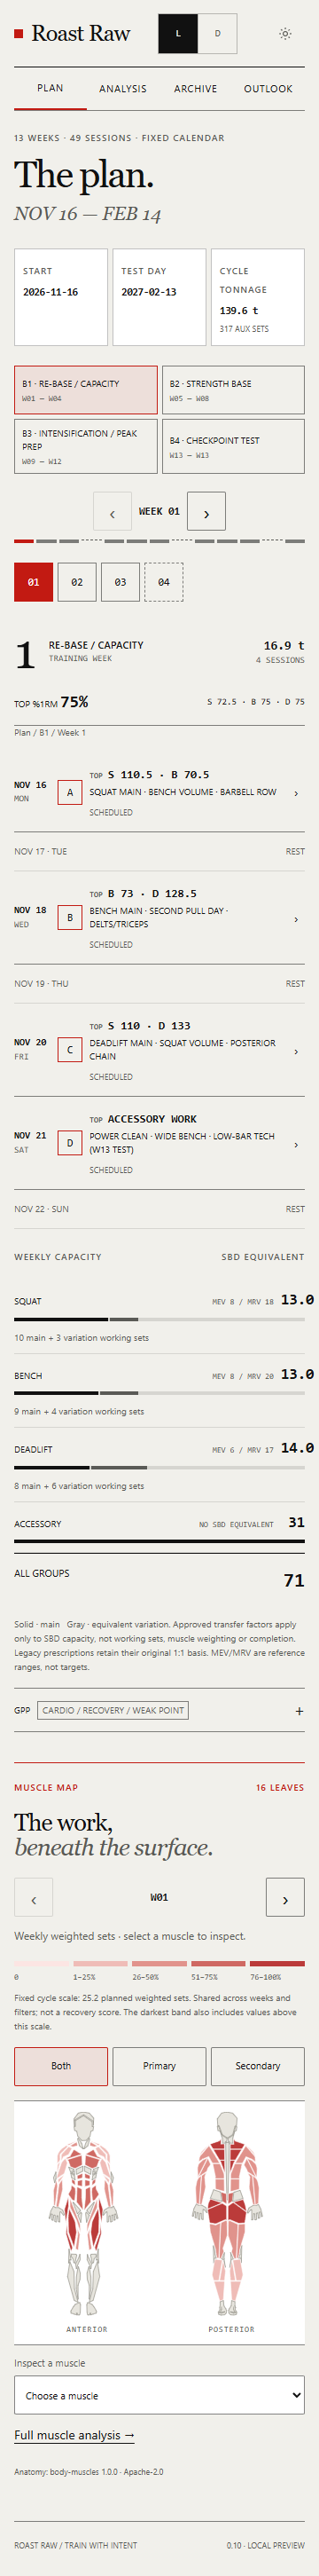 Roast Raw
L
D
PLAN
ANALYSIS
ARCHIVE
OUTLOOK
13 WEEKS · 49 SESSIONS · FIXED CALENDAR
The plan.
NOV 16 — FEB 14
START
2026-11-16
TEST DAY
2027-02-13
CYCLE
TONNAGE
139.6 t
317 AUX SETS
B1 · RE-BASE / CAPACITY
W01 — W04
B2 · STRENGTH BASE
W05 — W08
B3 · INTENSIFICATION / PEAK
PREP
W09 — W12
B4 · CHECKPOINT TEST
W13 — W13
‹
WEEK 01
›
01
02
03
04
1
RE-BASE / CAPACITY
TRAINING WEEK
16.9 t
4 SESSIONS
TOP %1RM 75%
S 72.5 · B 75 · D 75
Plan / B1 / Week 1
NOV 16
MON
A
TOP S 110.5 · B 70.5
SQUAT MAIN · BENCH VOLUME · BARBELL ROW
SCHEDULED
›
NOV 17 · TUE
REST
NOV 18
WED
B
TOP B 73 · D 128.5
BENCH MAIN · SECOND PULL DAY ·
DELTS/TRICEPS
SCHEDULED
›
NOV 19 · THU
REST
NOV 20
FRI
C
TOP S 110 · D 133
DEADLIFT MAIN · SQUAT VOLUME · POSTERIOR
CHAIN
SCHEDULED
›
NOV 21
SAT
D
TOP ACCESSORY WORK
POWER CLEAN · WIDE BENCH · LOW-BAR TECH
(W13 TEST)
SCHEDULED
›
NOV 22 · SUN
REST
WEEKLY CAPACITY
SBD EQUIVALENT
SQUAT
MEV 8 / MRV 18 13.0
10 main + 3 variation working sets
BENCH
MEV 8 / MRV 20 13.0
9 main + 4 variation working sets
DEADLIFT
MEV 6 / MRV 17 14.0
8 main + 6 variation working sets
ACCESSORY
NO SBD EQUIVALENT 31
ALL GROUPS
71
Solid · main Gray · equivalent variation. Approved transfer factors apply
only to SBD capacity, not working sets, muscle weighting or completion.
Legacy prescriptions retain their original 1:1 basis. MEV/MRV are reference
ranges, not targets.
GPP
CARDIO / RECOVERY / WEAK POINT
+
MUSCLE MAP
16 LEAVES
The work,
beneath the surface.
‹
W01
›
Weekly weighted sets · select a muscle to inspect.
0
1–25%
26–50%
51–75%
76–100%
Fixed cycle scale: 25.2 planned weighted sets. Shared across weeks and
filters; not a recovery score. The darkest band also includes values above
this scale.
Both
Primary
Secondary
ANTERIOR
POSTERIOR
Inspect a muscle
Choose a muscle
Full muscle analysis →
Anatomy: body-muscles 1.0.0 · Apache-2.0
ROAST RAW / TRAIN WITH INTENT
0.10 · LOCAL PREVIEW